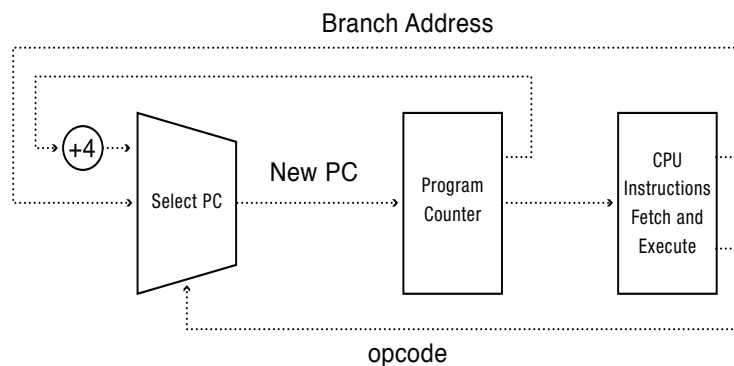 Branch Address
+4
Select PC
New PC
Program
Counter
CPU
Instructions
Fetch and
Execute
opcode